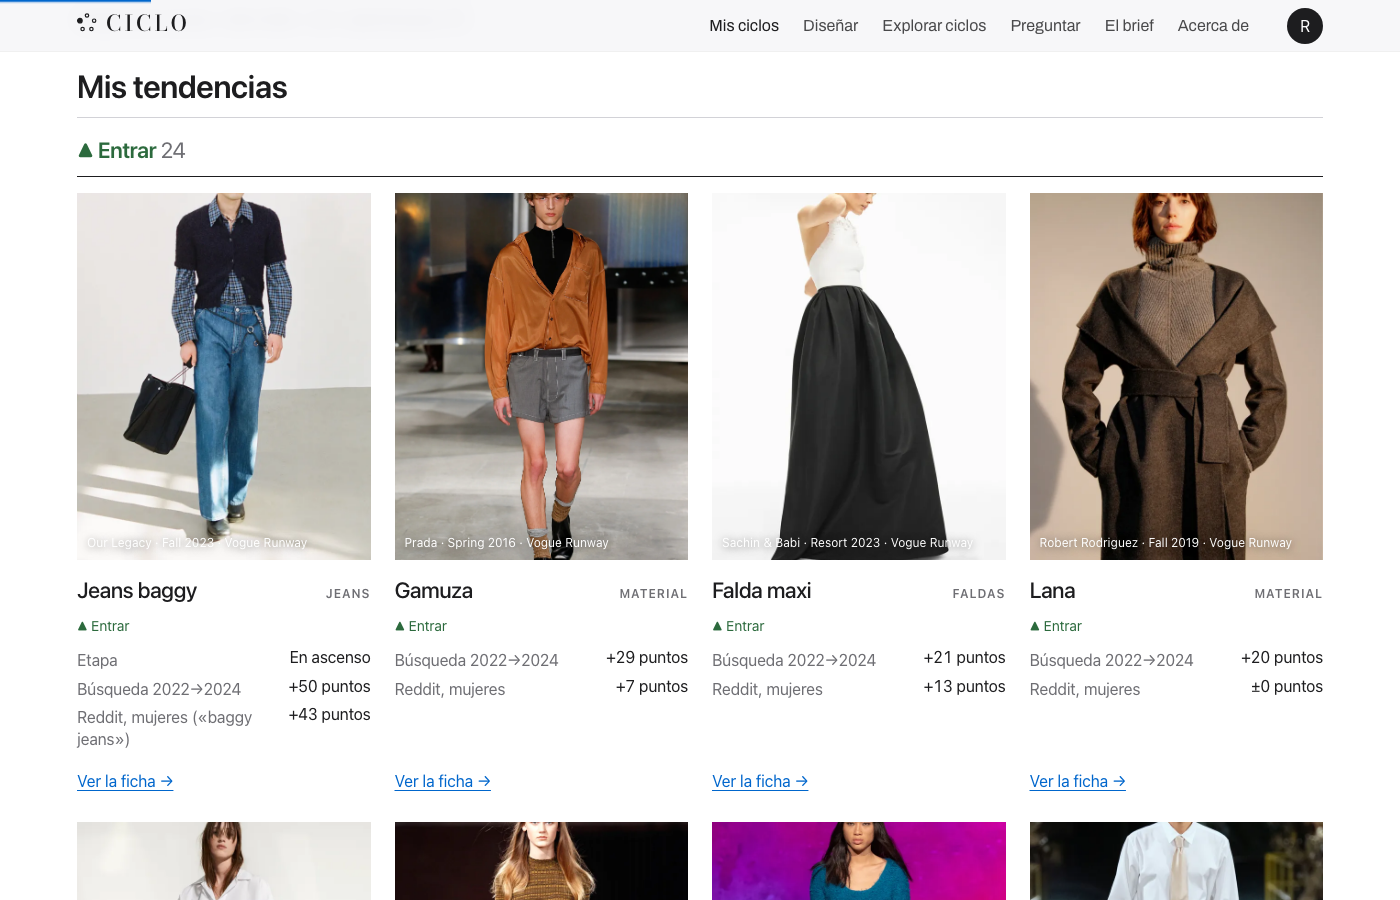 CICLO
Mis ciclos
Diseñar
Explorar ciclos
Preguntar
El brief
Acerca de
R
Mis tendencias
▲ Entrar 24
Our Legacy · Fall 2023 · Vogue Runway
Prada · Spring 2016 · Vogue Runway
Sachin & Babi · Resort 2023 · Vogue Runway
Robert Rodriguez · Fall 2019 · Vogue Runway
Jeans baggy
JEANS
▲ Entrar
Etapa
En ascenso
Búsqueda 2022→2024
+50 puntos
Reddit, mujeres («baggy
jeans»)
+43 puntos
Ver la ficha →
Gamuza
MATERIAL
▲ Entrar
Búsqueda 2022→2024
+29 puntos
Reddit, mujeres
+7 puntos
Ver la ficha →
Falda maxi
FALDAS
▲ Entrar
Búsqueda 2022→2024
+21 puntos
Reddit, mujeres
+13 puntos
Ver la ficha →
Lana
MATERIAL
▲ Entrar
Búsqueda 2022→2024
+20 puntos
Reddit, mujeres
±0 puntos
Ver la ficha →